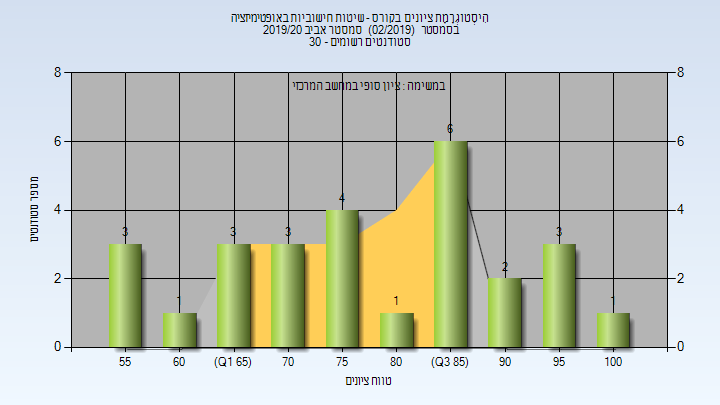 היסטוגרמת ציונים בקורס - שיטות חישוביות באופטימיזציה
בסמסטר (02/2019) סמסטר אביב 2019/20
סטודנטים רשומים - 30
במשימה : ציון סופי במחשב המרכזי
8 8
6 6
4 4
2 2
0 0
מספר סטודנטים
3 1 3 3 4 1 6 2 3 1
55 60 (Q1 65) 70 75 80 (Q3 85) 90 95 100
טווח ציונים